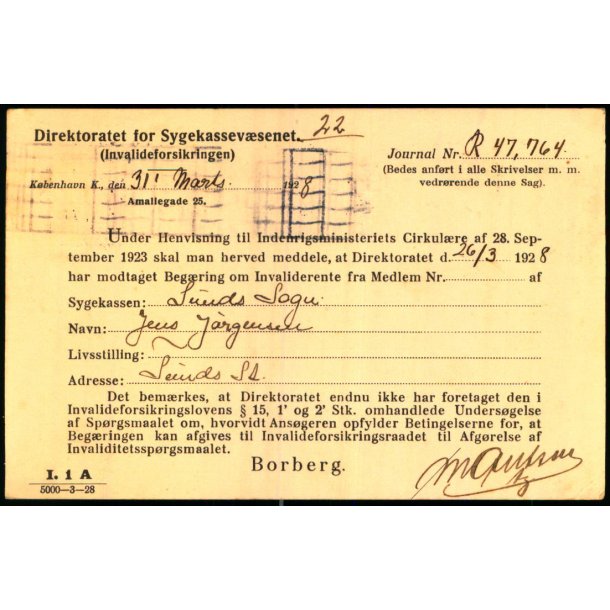 Direktoratet for Sygekassevæsenet. 22
(Invalideforsikringen)
Journal Nr. R 47,764
København K., den 31' Marts 1928
(Bedes anført i alle Skrivelser m. m.
vedrørende denne Sag).
Amaliegade 25.
Under Henvisning til Indenrigsministeriets Cirkulære af 28. Sep-
tember 1923 skal man herved meddele, at Direktoratet d. 26/3 1928
har modtaget Begæring om Invaliderente fra Medlem Nr. af
Sygekassen: Sunds Sogn
Navn: Jens Jörgensen
Livsstilling:
Adresse: Sunds St.
Det bemærkes, at Direktoratet endnu ikke har foretaget den i
Invalideforsikringslovens § 15, 1' og 2' Stk. omhandlede Undersøgelse
af Spørgsmaalet om, hvorvidt Ansøgeren opfylder Betingelserne for, at
Begæringen kan afgives til Invalideforsikringsraadet til Afgørelse af
Invaliditetsspørgsmaalet.
Borberg.
I. 1 A
5000—3—28